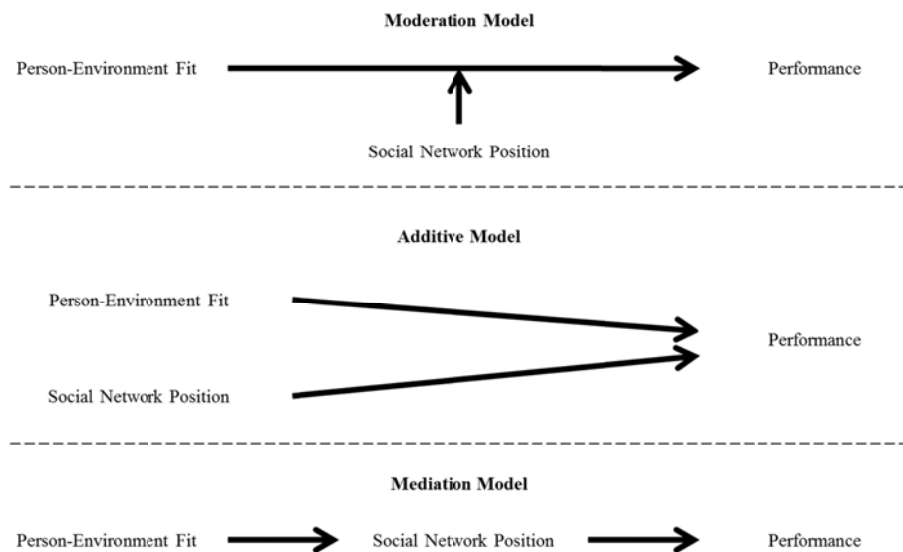 Moderation Model
Person-Environment Fit Performance
Social Network Position
Additive Model
Person-Environment Fit
Performance
Social Network Position
Mediation Model
Person-Environment Fit Social Network Position Performance